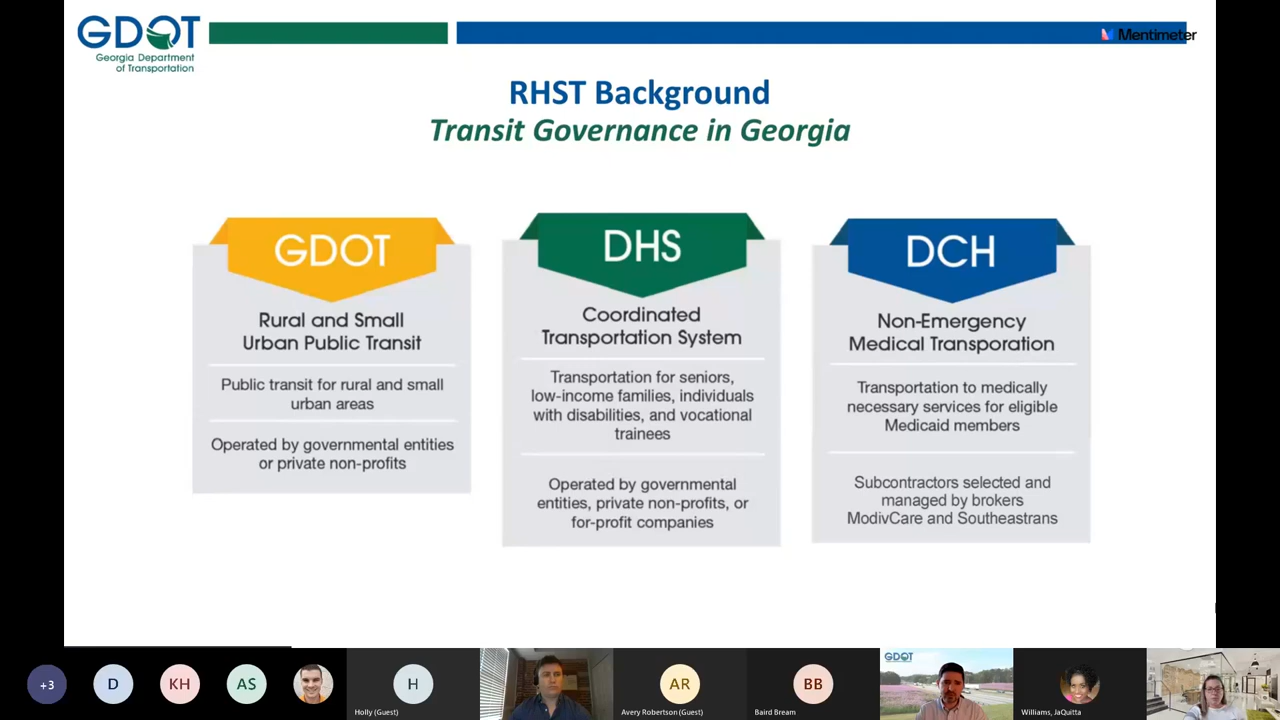 GDOT
Georgia Department
of Transportation
Mentimeter
RHST Background
Transit Governance in Georgia
GDOT
Rural and Small
Urban Public Transit
Public transit for rural and small
urban areas
Operated by governmental entities
or private non-profits
DHS
Coordinated
Transportation System
Transportation for seniors,
low-income families, individuals
with disabilities, and vocational
trainees
Operated by governmental
entities, private non-profits, or
for-profit companies
DCH
Non-Emergency
Medical Transporation
Transportation to medically
necessary services for eligible
Medicaid members
Subcontractors selected and
managed by brokers
ModivCare and Southeastrans
+3
D
KH
AS
H
Holly (Guest)
AR
Avery Robertson (Guest)
BB
Baird Bream
GDOT
Williams, JaQuitta